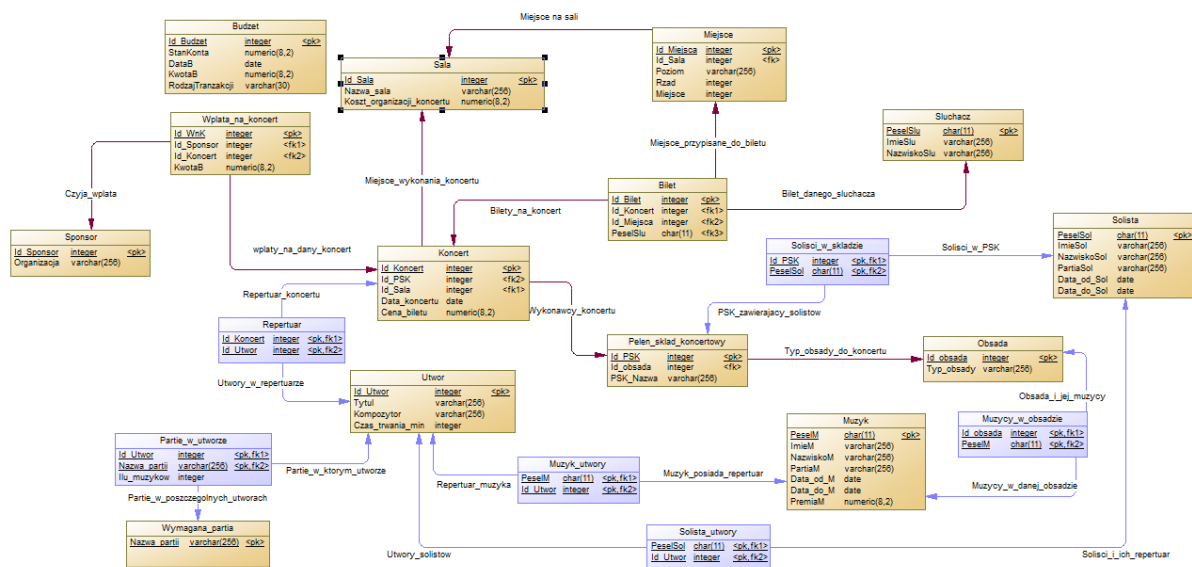 Miejsce na sali
Budzet
Id_Budzet integer <pk>
StanKonta numeric(8,2)
DataB date
KwotaB numeric(8,2)
RodzajTranzakcji varchar(30)
Sala
Id_Sala integer <pk>
Nazwa_sala varchar(256)
Koszt_organizacji_koncertu numeric(8,2)
Miejsce
Id_Miejsca integer <pk>
Id_Sala integer <fk>
Poziom varchar(256)
Rzad integer
Miejsce integer
Wplata_na_koncert
Id_WnK integer <pk>
Id_Sponsor integer <fk1>
Id_Koncert integer <fk2>
KwotaB numeric(8,2)
Sluchacz
PeselSlu char(11) <pk>
ImieSlu varchar(256)
NazwiskoSlu varchar(256)
Miejsce_przypisane_do_biletu
Miejsce_wykonania_koncertu
Czyja_wplata
Bilet
Id_Bilet integer <pk>
Id_Koncert integer <fk1>
Id_Miejsca integer <fk2>
PeselSlu char(11) <fk3>
Bilet_danego_sluchacza
Bilety_na_koncert
Sponsor
Id_Sponsor integer <pk>
Organizacja varchar(256)
wplaty_na_dany_koncert
Koncert
Id_Koncert integer <pk>
Id_PSK integer <fk2>
Id_Sala integer <fk1>
Data_koncertu date
Cena_biletu numeric(8,2)
Solisci_w_skladzie
Id_PSK integer <pk,fk1>
PeselSol char(11) <pk,fk2>
Solisci_w_PSK
Solista
PeselSol char(11) <pk>
ImieSol varchar(256)
NazwiskoSol varchar(256)
PartiaSol varchar(256)
Data_od_Sol date
Data_do_Sol date
Repertuar_koncertu
Wykonawcy_koncertu
PSK_zawierajacy_solistow
Repertuar
Id_Koncert integer <pk,fk1>
Id_Utwor integer <pk,fk2>
Pelen_sklad_koncertowy
Id_PSK integer <pk>
Id_obsada integer <fk>
PSK_Nazwa varchar(256)
Typ_obsady_do_koncertu
Obsada
Id_obsada integer <pk>
Typ_obsady varchar(256)
Utwory_w_repertuarze
Utwor
Id_Utwor integer <pk>
Tytul varchar(256)
Kompozytor varchar(256)
Czas_trwania_min integer
Obsada_i_jej_muzycy
Partie_w_utworze
Id_Utwor integer <pk,fk1>
Nazwa_partii varchar(256) <pk,fk2>
Ilu_muzykow integer
Partie_w_ktorym_utworze
Muzyk
PeselM char(11) <pk>
ImieM varchar(256)
NazwiskoM varchar(256)
PartiaM varchar(256)
Data_od_M date
Data_do_M date
PremiaM numeric(8,2)
Muzycy_w_obsadzie
Id_obsada integer <pk,fk1>
PeselM char(11) <pk,fk2>
Muzyk_utwory
PeselM char(11) <pk,fk1>
Id_Utwor integer <pk,fk2>
Muzyk_posiada_repertuar
Repertuar_muzyka
Muzycy_w_danej_obsadzie
Partie_w_poszczegolnych_utworach
Wymagana_partia
Nazwa_partii varchar(256) <pk>
Solista_utwory
PeselSol char(11) <pk,fk1>
Id_Utwor integer <pk,fk2>
Utwory_solistow
Solisci_i_ich_repertuar